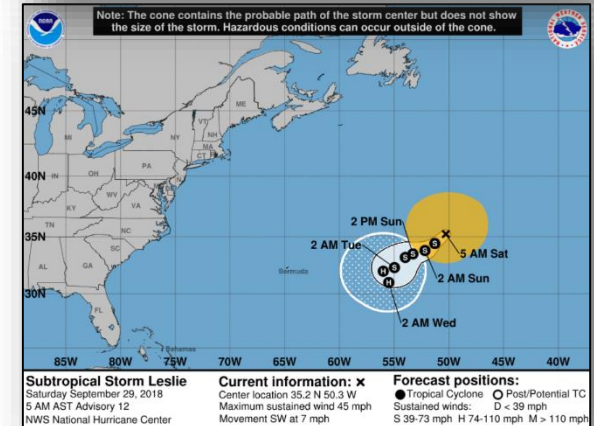 Note: The cone contains the probable path of the storm center but does not show
the size of the storm. Hazardous conditions can occur outside of the cone.
NOAA
ME
45N
VT
NH
MI
NY
MA
CT
40N
IN
OH
PA
WV
VA
KY
2 PM Sun
TN
NC
35N
2 AM Tue
5 AM Sat
SC
AL
GA
Bermuda
2 AM Sun
S
S
S
S
S
H
H
30N
2 AM Wed
FL
Bahamas
85W 80W 75W 70W 65W 60W 55W 50W 45W 40W
Subtropical Storm Leslie
Saturday September 29, 2018
5 AM AST Advisory 12
NWS National Hurricane Center
Current information: x
Center location 35.2 N 50.3 W
Maximum sustained wind 45 mph
Movement SW at 7 mph
Forecast positions:
● Tropical Cyclone ○ Post/Potential TC
Sustained winds: D < 39 mph
S 39-73 mph H 74-110 mph M > 110 mph